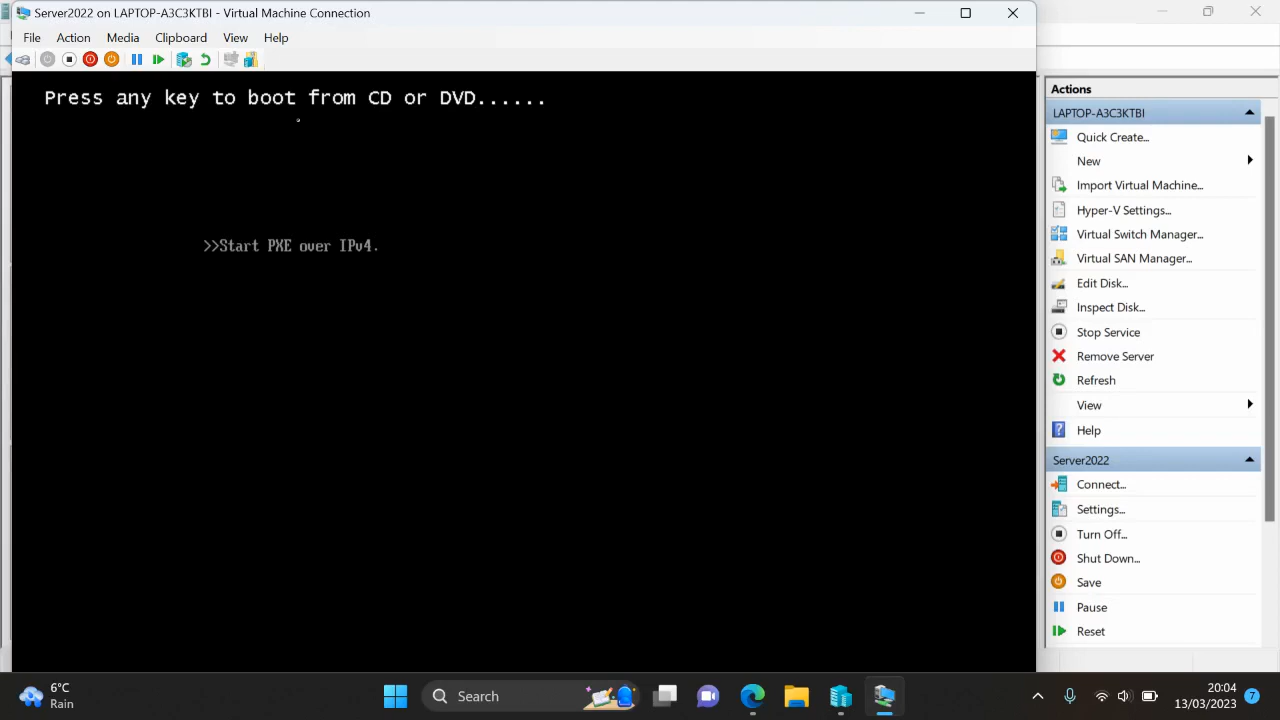 Server2022 on LAPTOP-A3C3KTBI - Virtual Machine Connection
File Action Media Clipboard View Help
Press any key to boot from CD or DVD......
>>Start PXE over IPv4.
Actions
LAPTOP-A3C3KTBI
Quick Create...
New
Import Virtual Machine...
Hyper-V Settings...
Virtual Switch Manager...
Virtual SAN Manager...
Edit Disk...
Inspect Disk...
Stop Service
Remove Server
Refresh
View
Help
Server2022
Connect...
Settings...
Turn Off...
Shut Down...
Save
Pause
Reset
6°C
Rain
Search
20:04
13/03/2023
7